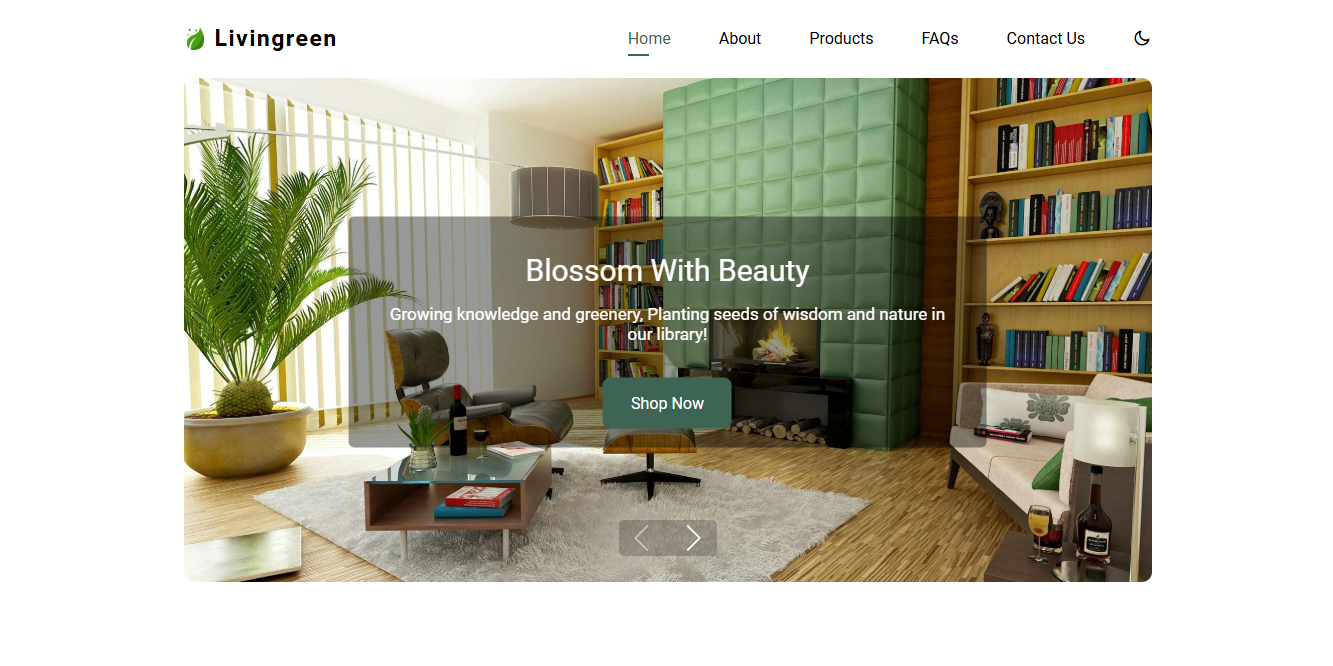 Livingreen
Home About Products FAQs Contact Us
Blossom With Beauty
Growing knowledge and greenery, Planting seeds of wisdom and nature in
our library!
Shop Now